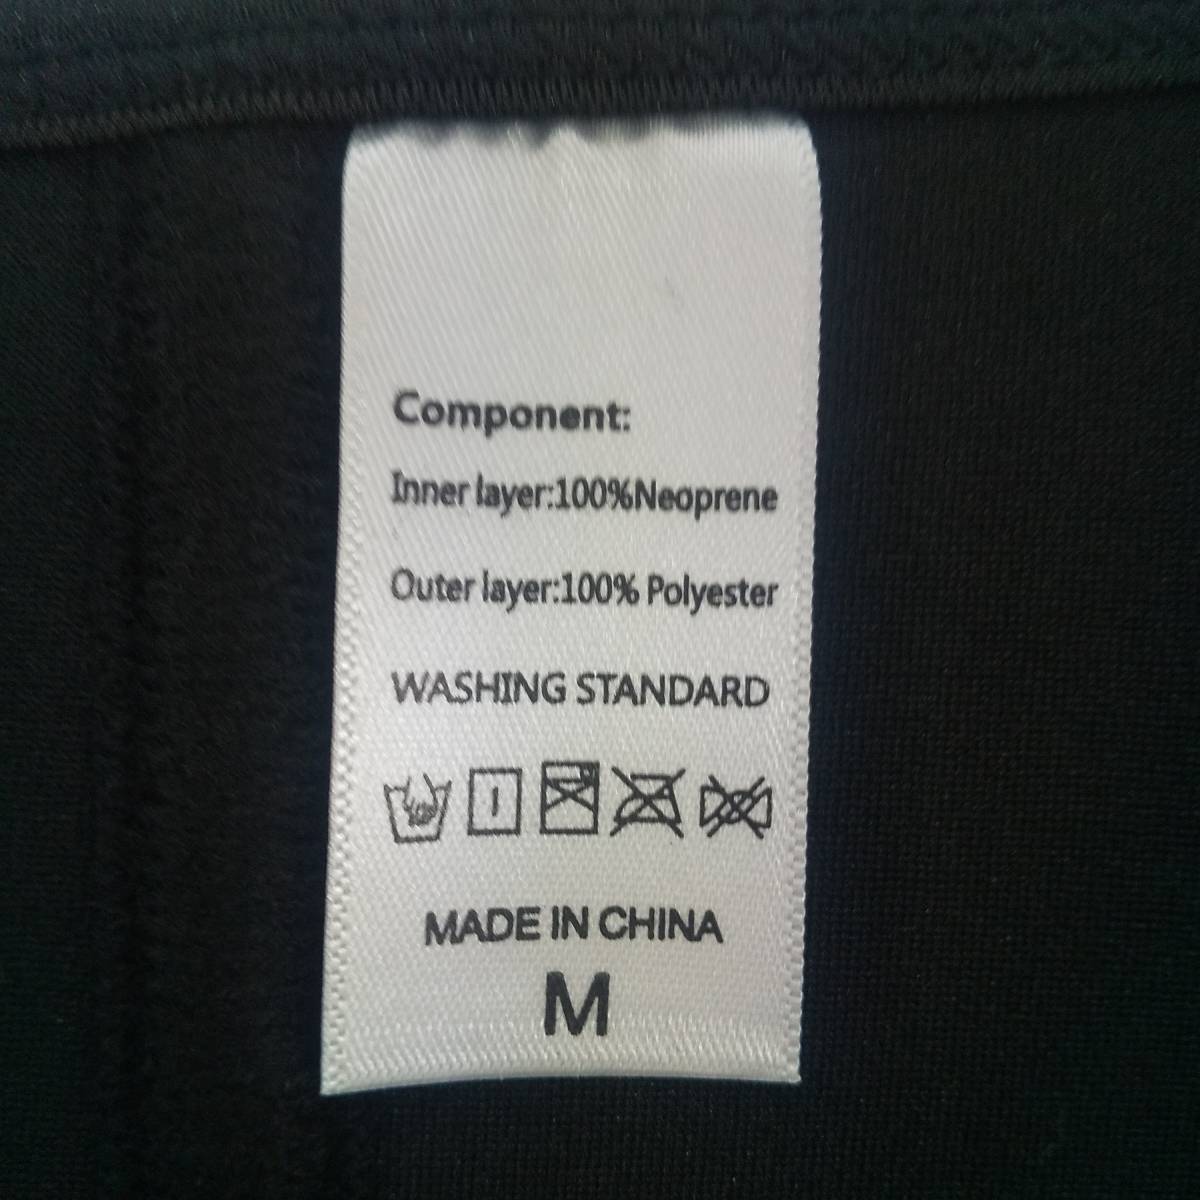 Component:
Inner layer:100%Neoprene
Outer layer:100% Polyester
WASHING STANDARD
MADE IN CHINA
M